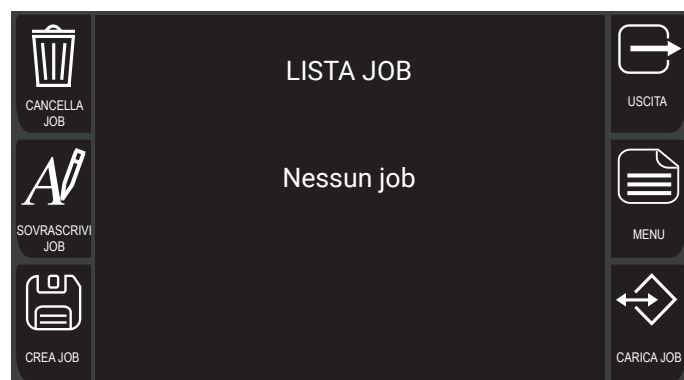 CANCELLA
JOB
LISTA JOB
USCITA
SOVRASCRIVI
JOB
Nessun job
MENU
CREA JOB
CARICA JOB